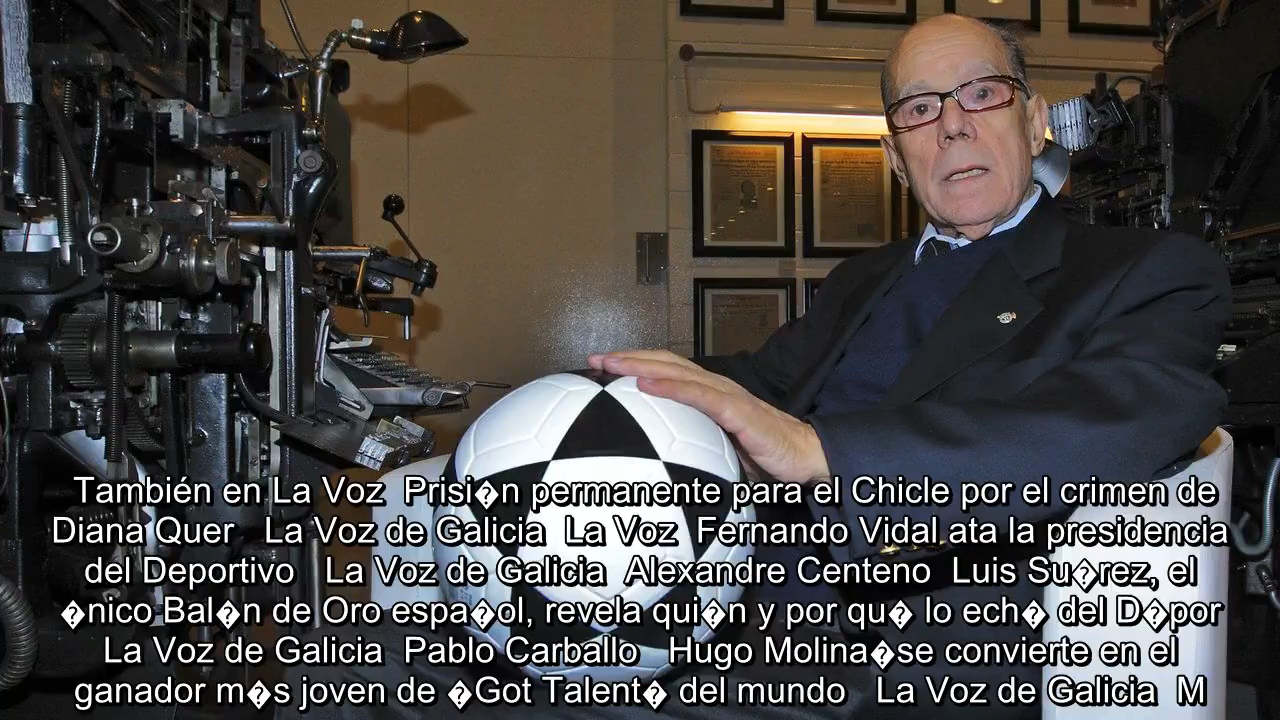 También en La Voz  Prisi�n permanente para el Chicle por el crimen de
Diana Quer   La Voz de Galicia  La Voz  Fernando Vidal ata la presidencia
del Deportivo   La Voz de Galicia  Alexandre Centeno  Luis Su�rez, el
�nico Bal�n de Oro espa�ol, revela qui�n y por qu� lo ech� del D�por
La Voz de Galicia  Pablo Carballo   Hugo Molina�se convierte en el
ganador m�s joven de �Got Talent� del mundo   La Voz de Galicia  M